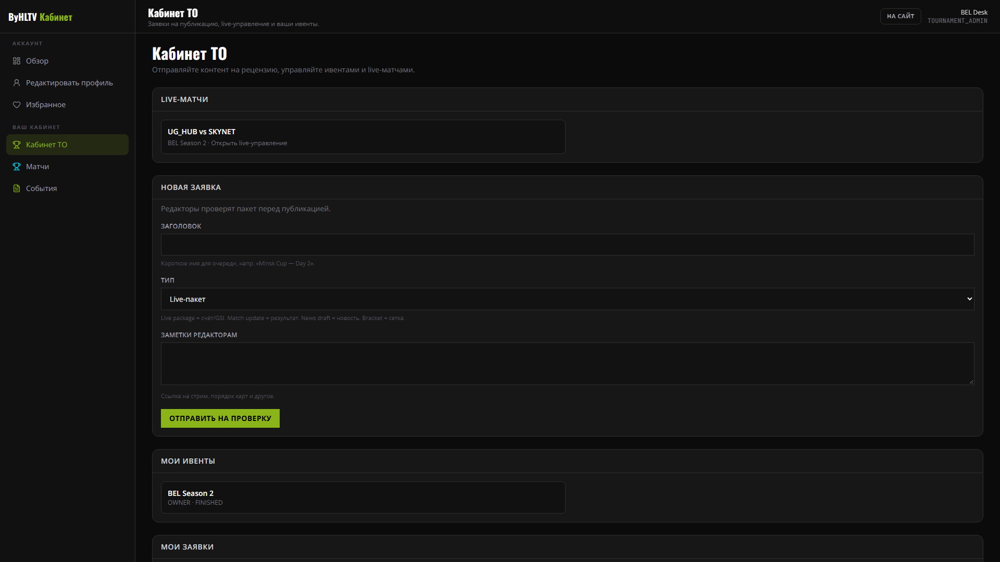 ByHLTV Кабинет
АККАУНТ
Обзор
Редактировать профиль
Избранное
ВАШ КАБИНЕТ
Кабинет ТО
Матчи
События
Кабинет ТО
Заявки на публикацию, live-управление и ваши ивенты.
НА САЙТ
BEL Desk
TOURNAMENT_ADMIN
Кабинет ТО
Отправляйте контент на рецензию, управляйте ивентами и live-матчами.
LIVE-МАТЧИ
UG_HUB vs SKYNET
BEL Season 2 · Открыть live-управление
НОВАЯ ЗАЯВКА
Редакторы проверят пакет перед публикацией.
ЗАГОЛОВОК
Короткое имя для очереди, напр. «Minsk Cup — Day 2».
ТИП
Live-пакет
Live package = счёт/GSI. Match update = результат. News draft = новость. Bracket = сетка.
ЗАМЕТКИ РЕДАКТОРАМ
Ссылка на стрим, порядок карт и другое.
ОТПРАВИТЬ НА ПРОВЕРКУ
МОИ ИВЕНТЫ
BEL Season 2
OWNER · FINISHED
МОИ ЗАЯВКИ